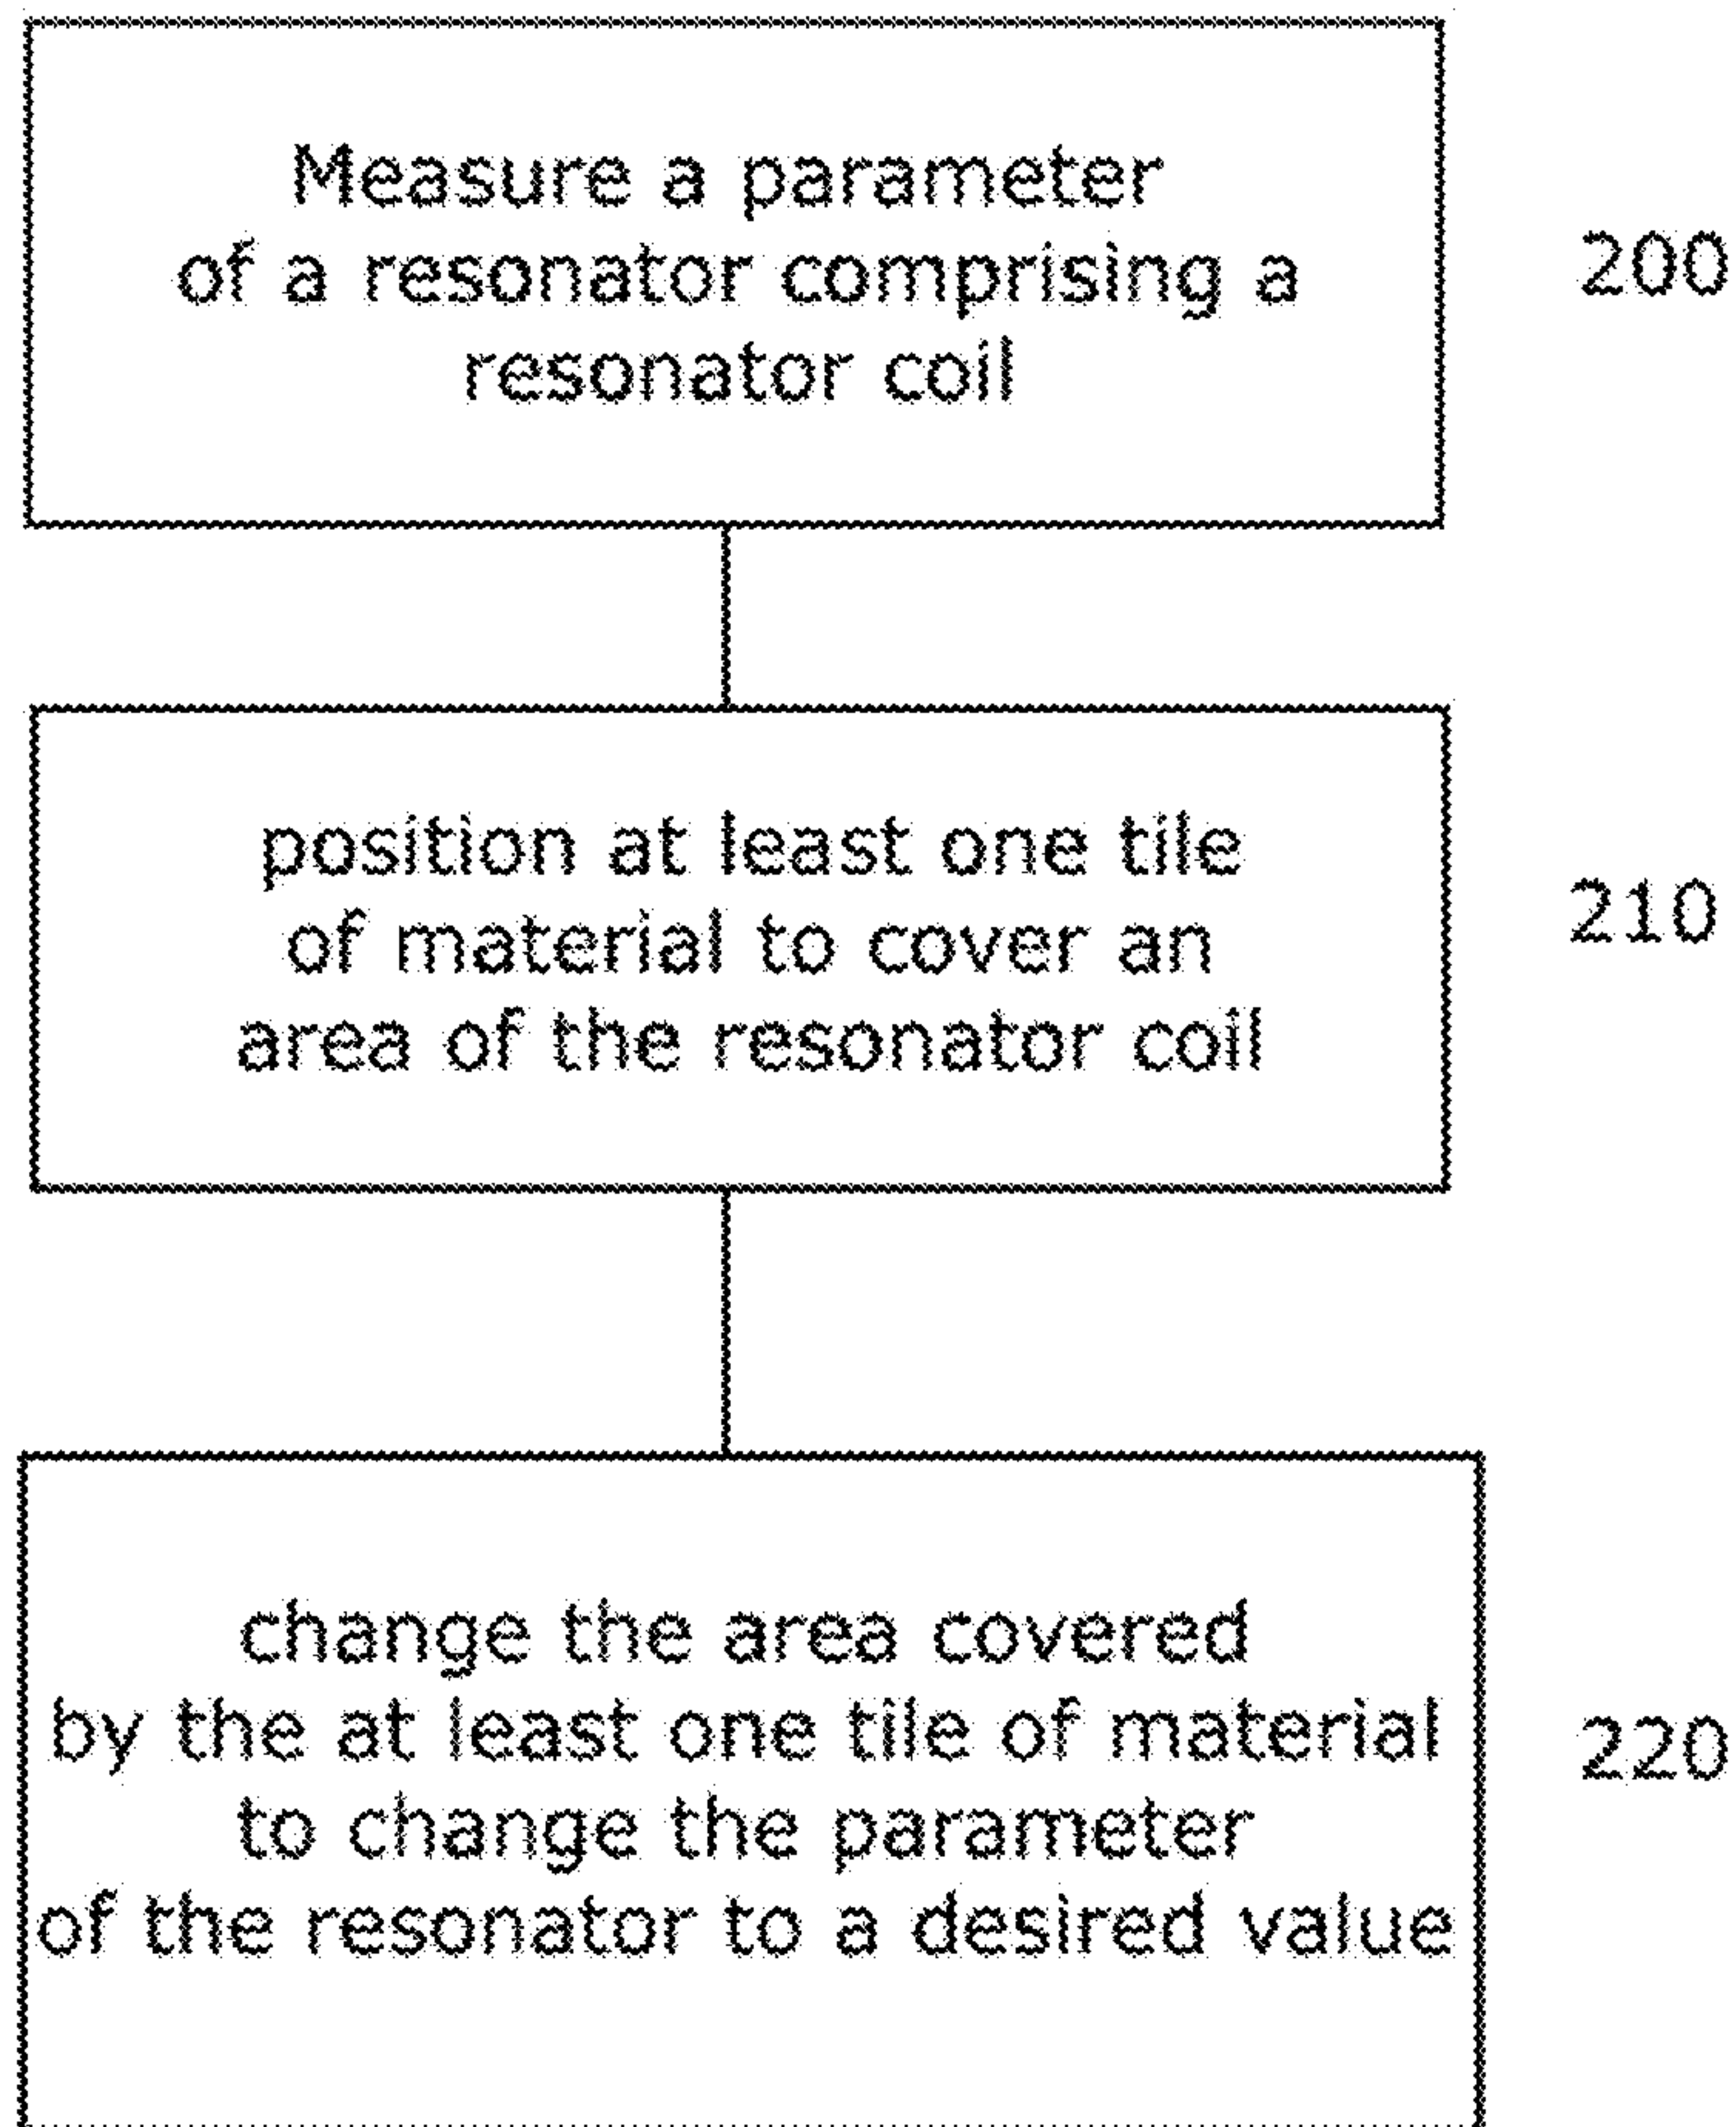 Measure a parameter
of a resonator comprising a
resonator coil
200
position at least one tile
of material to cover an
area of the resonator coil
210
change the area covered
by the at least one tile of material
to change the parameter
of the resonator to a desired value
220